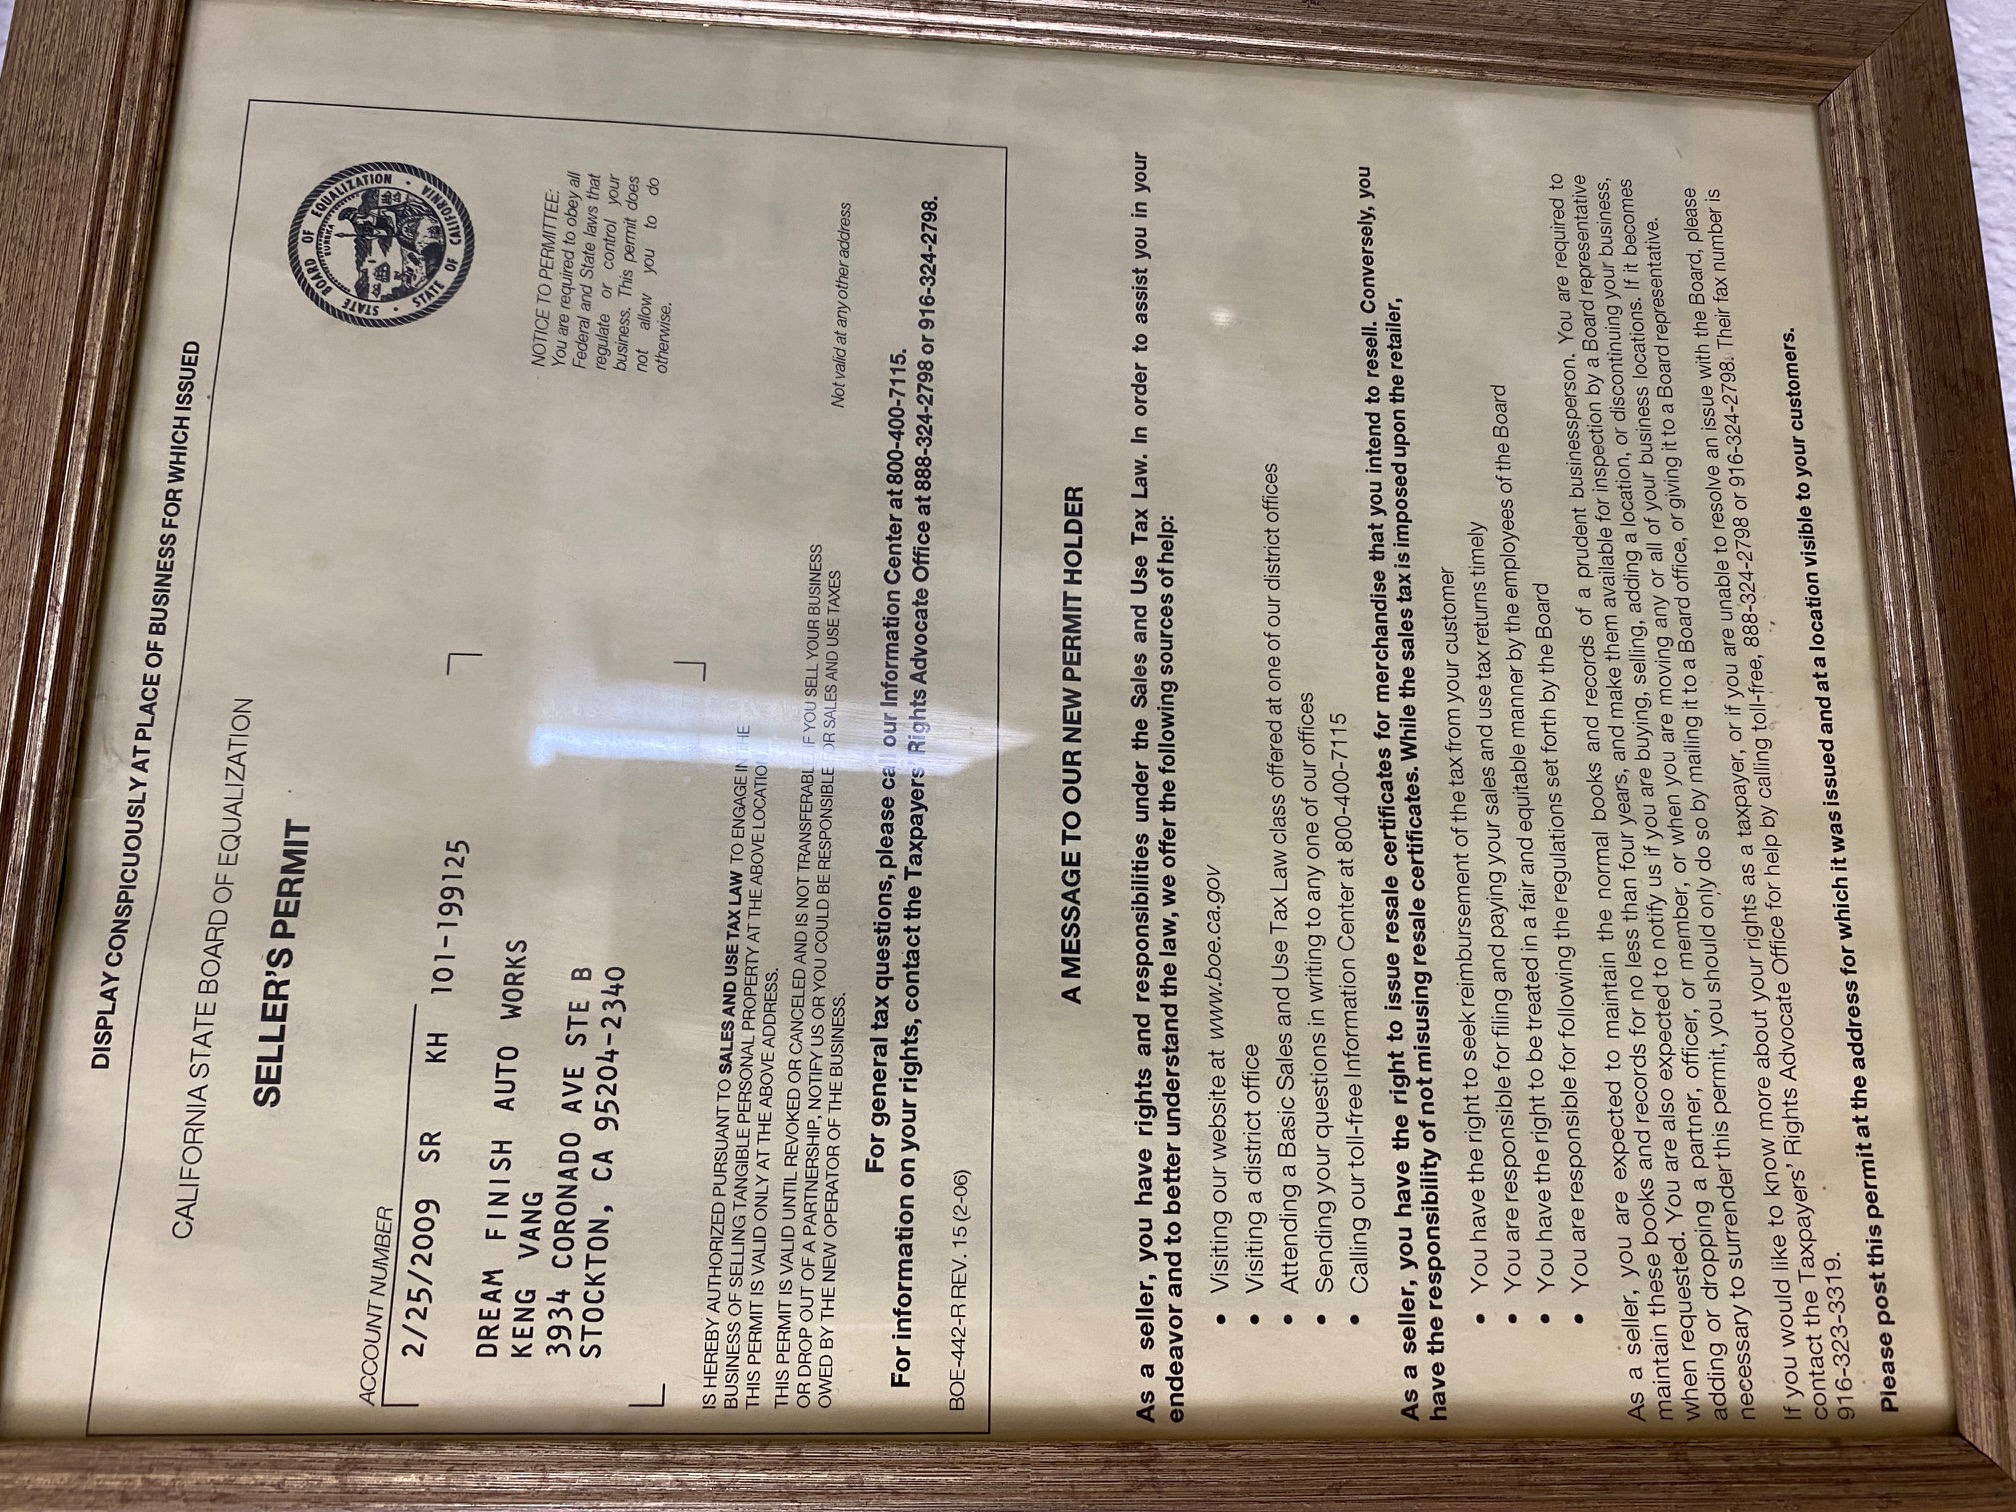 DISPLAY CONSPICUOUSLY AT PLACE OF BUSINESS FOR WHICH ISSUED
CALIFORNIA STATE BOARD OF EQUALIZATION
SELLER'S PERMIT
STATE BOARD OF EQUALIZATION • STATE OF CALIFORNIA •
EUREKA
ACCOUNT NUMBER
2/25/2009 SR KH 101-199125
DREAM FINISH AUTO WORKS
KENG VANG
3934 CORONADO AVE STE B
STOCKTON, CA 95204-2340
NOTICE TO PERMITTEE:
You are required to obey all
Federal and State laws that
regulate or control your
business. This permit does
not allow you to do
otherwise.
IS HEREBY AUTHORIZED PURSUANT TO SALES AND USE TAX LAW TO ENGAGE IN THE
BUSINESS OF SELLING TANGIBLE PERSONAL PROPERTY AT THE ABOVE LOCATION
THIS PERMIT IS VALID ONLY AT THE ABOVE ADDRESS.
THIS PERMIT IS VALID UNTIL REVOKED OR CANCELED AND IS NOT TRANSFERABLE. IF YOU SELL YOUR BUSINESS
OR DROP OUT OF A PARTNERSHIP, NOTIFY US OR YOU COULD BE RESPONSIBLE FOR SALES AND USE TAXES
OWED BY THE NEW OPERATOR OF THE BUSINESS.
Not valid at any other address
For general tax questions, please call our Information Center at 800-400-7115.
For information on your rights, contact the Taxpayers' Rights Advocate Office at 888-324-2798 or 916-324-2798.
BOE-442-R REV. 15 (2-06)
A MESSAGE TO OUR NEW PERMIT HOLDER
As a seller, you have rights and responsibilities under the Sales and Use Tax Law. In order to assist you in your
endeavor and to better understand the law, we offer the following sources of help:
• Visiting our website at www.boe.ca.gov
• Visiting a district office
• Attending a Basic Sales and Use Tax Law class offered at one of our district offices
• Sending your questions in writing to any one of our offices
• Calling our toll-free Information Center at 800-400-7115
As a seller, you have the right to issue resale certificates for merchandise that you intend to resell. Conversely, you
have the responsibility of not misusing resale certificates. While the sales tax is imposed upon the retailer,
• You have the right to seek reimbursement of the tax from your customer
• You are responsible for filing and paying your sales and use tax returns timely
• You have the right to be treated in a fair and equitable manner by the employees of the Board
• You are responsible for following the regulations set forth by the Board
As a seller, you are expected to maintain the normal books and records of a prudent businessperson. You are required to
maintain these books and records for no less than four years, and make them available for inspection by a Board representative
when requested. You are also expected to notify us if you are buying, selling, adding a location, or discontinuing your business,
adding or dropping a partner, officer, or member, or when you are moving any or all of your business locations. If it becomes
necessary to surrender this permit, you should only do so by mailing it to a Board office, or giving it to a Board representative.
If you would like to know more about your rights as a taxpayer, or if you are unable to resolve an issue with the Board, please
contact the Taxpayers' Rights Advocate Office for help by calling toll-free, 888-324-2798 or 916-324-2798. Their fax number is
916-323-3319.
Please post this permit at the address for which it was issued and at a location visible to your customers.